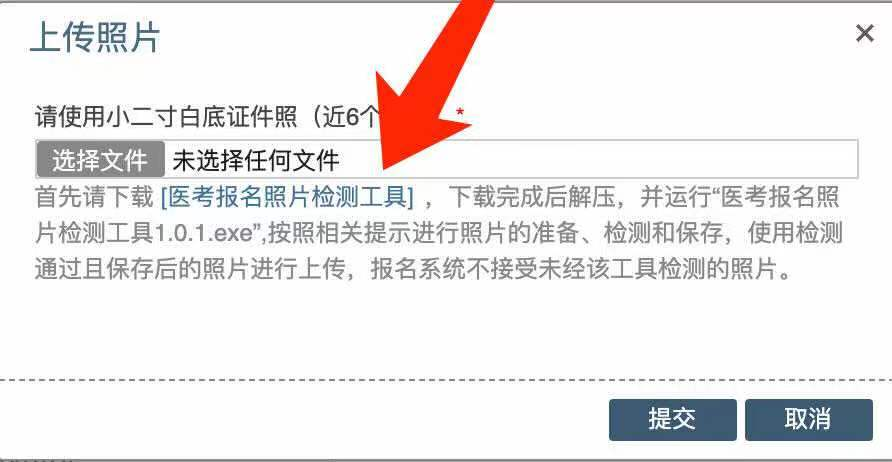 上传照片
×
请使用小二寸白底证件照（近6个 *
选择文件 未选择任何文件
首先请下载 [医考报名照片检测工具] ，下载完成后解压，并运行“医考报名照
片检测工具1.0.1.exe”,按照相关提示进行照片的准备、检测和保存，使用检测
通过且保存后的照片进行上传，报名系统不接受未经该工具检测的照片。
提交
取消